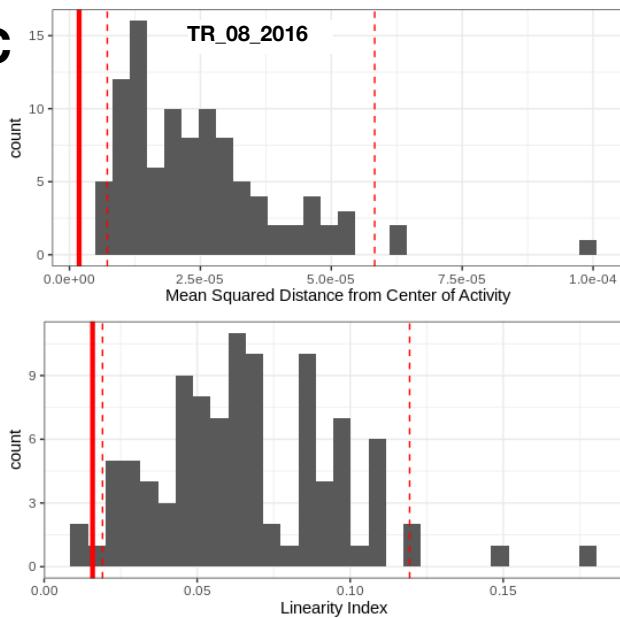 C
TR_08_2016
15
10
5
0
count
0.0e+00 2.5e-05 5.0e-05 7.5e-05 1.0e-04
Mean Squared Distance from Center of Activity
9
6
3
0
count
0.00 0.05 0.10 0.15
Linearity Index